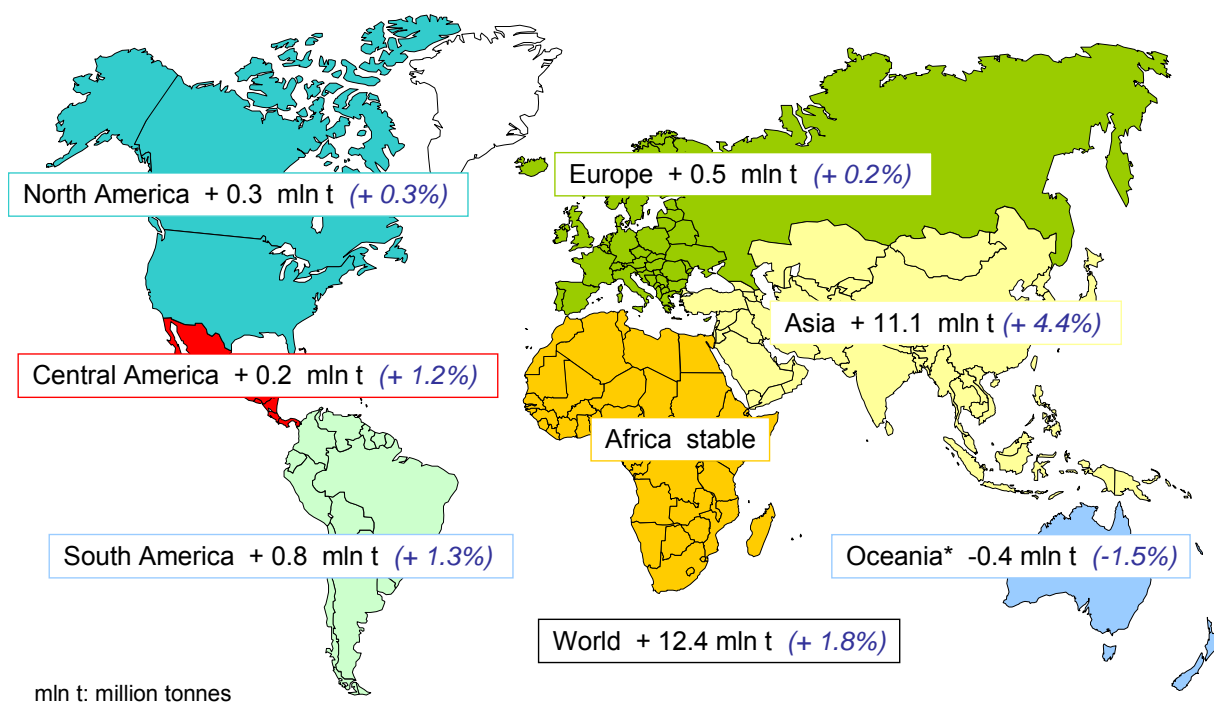 North America + 0.3 mln t (+ 0.3%)
Europe + 0.5 mln t (+ 0.2%)
Asia + 11.1 mln t (+ 4.4%)
Central America + 0.2 mln t (+ 1.2%)
Africa stable
South America + 0.8 mln t (+ 1.3%)
Oceania* -0.4 mln t (-1.5%)
World + 12.4 mln t (+ 1.8%)
mln t: million tonnes